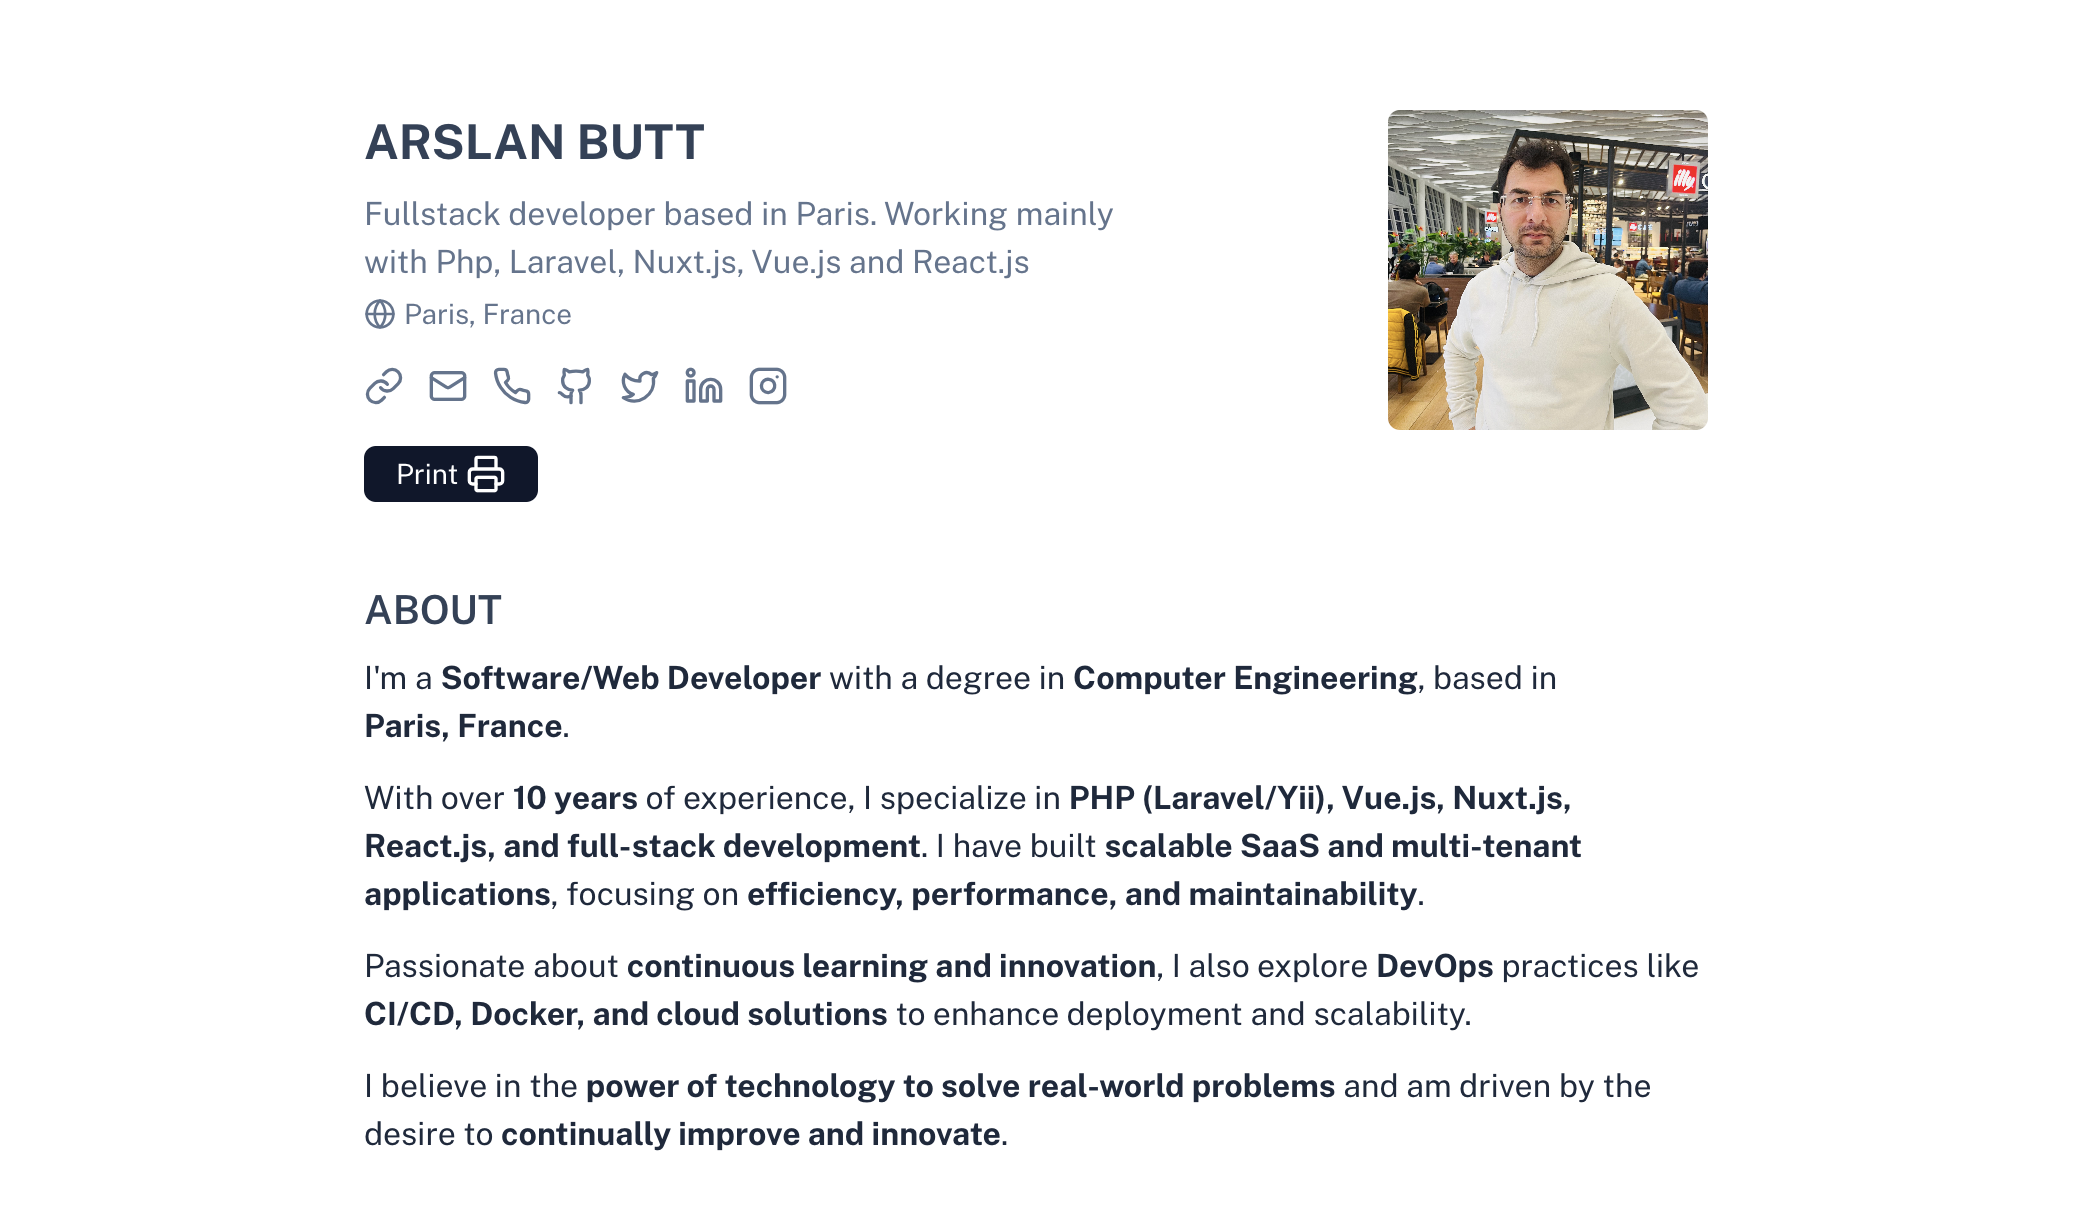 ARSLAN BUTT
Fullstack developer based in Paris. Working mainly
with Php, Laravel, Nuxt.js, Vue.js and React.js
Paris, France
Print
illy
ABOUT
I'm a Software/Web Developer with a degree in Computer Engineering, based in
Paris, France.
With over 10 years of experience, I specialize in PHP (Laravel/Yii), Vue.js, Nuxt.js,
React.js, and full-stack development. I have built scalable SaaS and multi-tenant
applications, focusing on efficiency, performance, and maintainability.
Passionate about continuous learning and innovation, I also explore DevOps practices like
CI/CD, Docker, and cloud solutions to enhance deployment and scalability.
I believe in the power of technology to solve real-world problems and am driven by the
desire to continually improve and innovate.